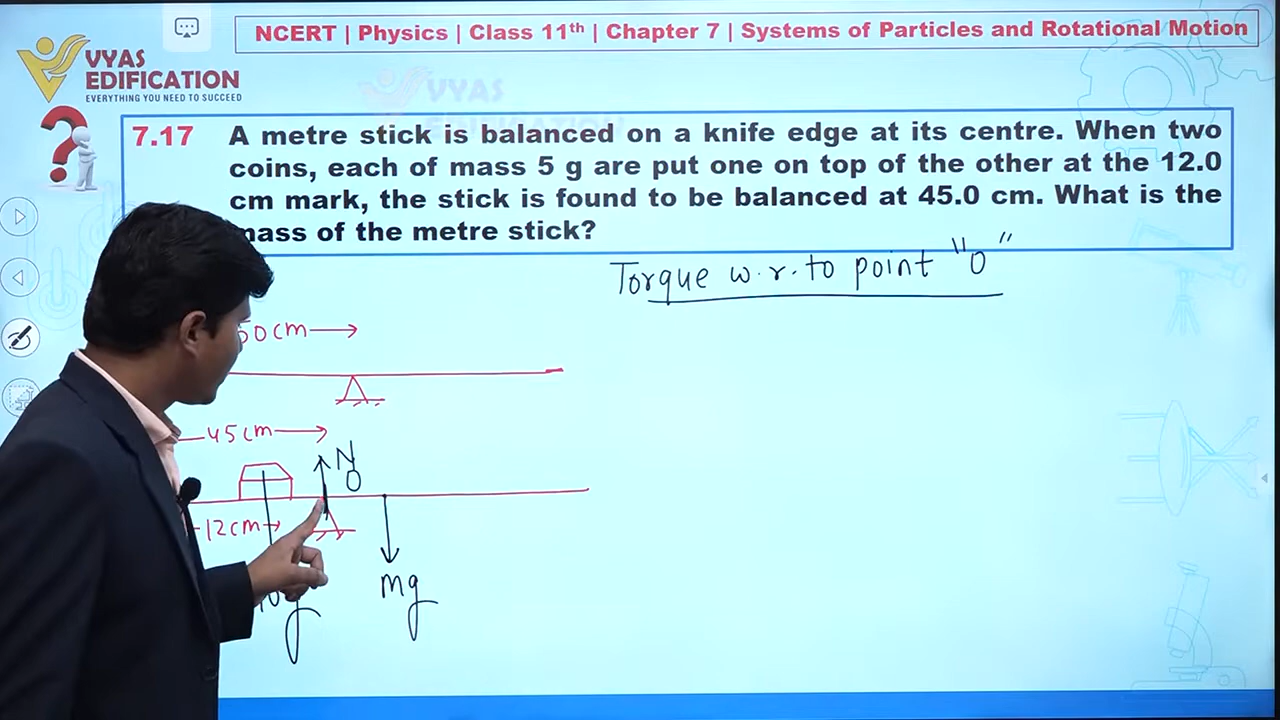 NCERT | Physics | Class 11th | Chapter 7 | Systems of Particles and Rotational Motion
VYAS
EDIFICATION
EVERYTHING YOU NEED TO SUCCEED
VYAS
7.17 A metre stick is balanced on a knife edge at its centre. When two
coins, each of mass 5 g are put one on top of the other at the 12.0
cm mark, the stick is found to be balanced at 45.0 cm. What is the
mass of the metre stick?
Torque w.r.to point "O"
50cm
45cm
N
O
12cm
mg